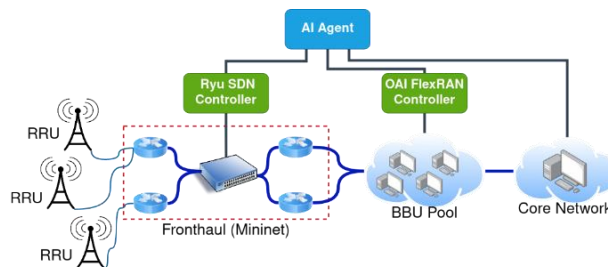 AI Agent
Ryu SDN
Controller
OAI FlexRAN
Controller
RRU
RRU
RRU
Fronthaul (Mininet)
BBU Pool
Core Network